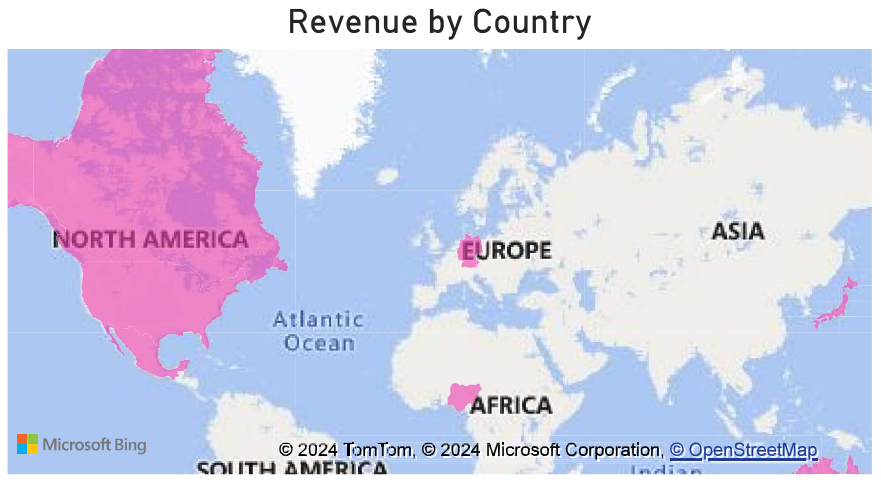 Revenue by Country
NORTH AMERICA
EUROPE
ASIA
Atlantic
Ocean
AFRICA
Microsoft Bing
© 2024 TomTom, © 2024 Microsoft Corporation, © OpenStreetMap
SOUTH AMERICA
Indian